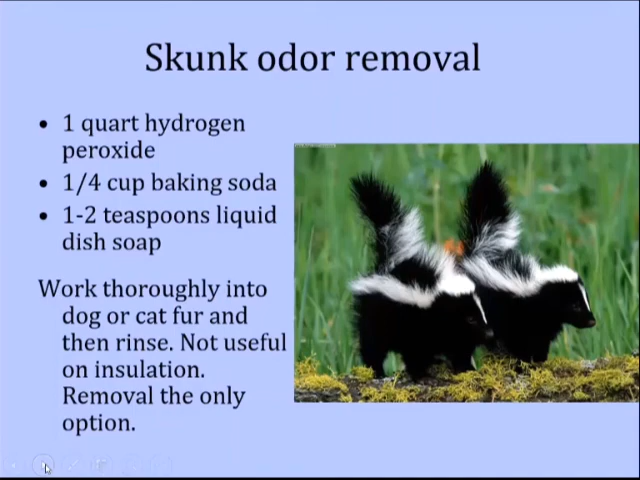 Skunk odor removal
• 1 quart hydrogen
peroxide
• 1/4 cup baking soda
• 1-2 teaspoons liquid
dish soap
Work thoroughly into
dog or cat fur and
then rinse. Not useful
on insulation.
Removal the only
option.